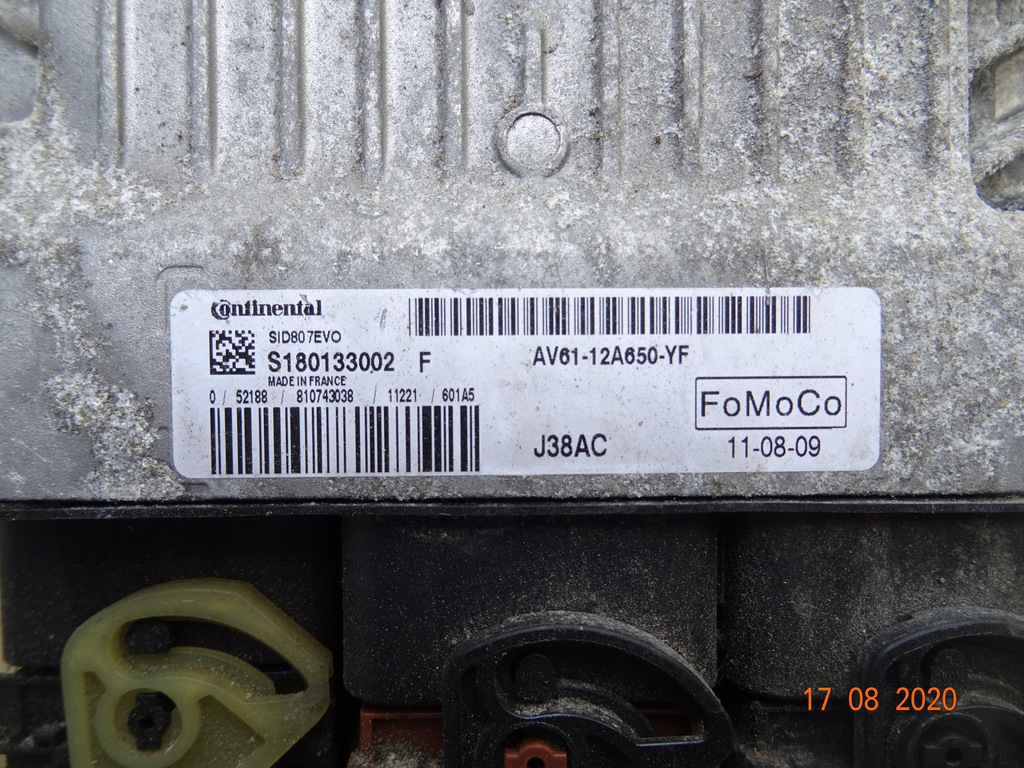 Continental
SID807EVO
S180133002 F
MADE IN FRANCE
0 / 52188 / 810743038 / 11221 / 601A5
AV61-12A650-YF
FoMoCo
J38AC
11-08-09
17 08 2020